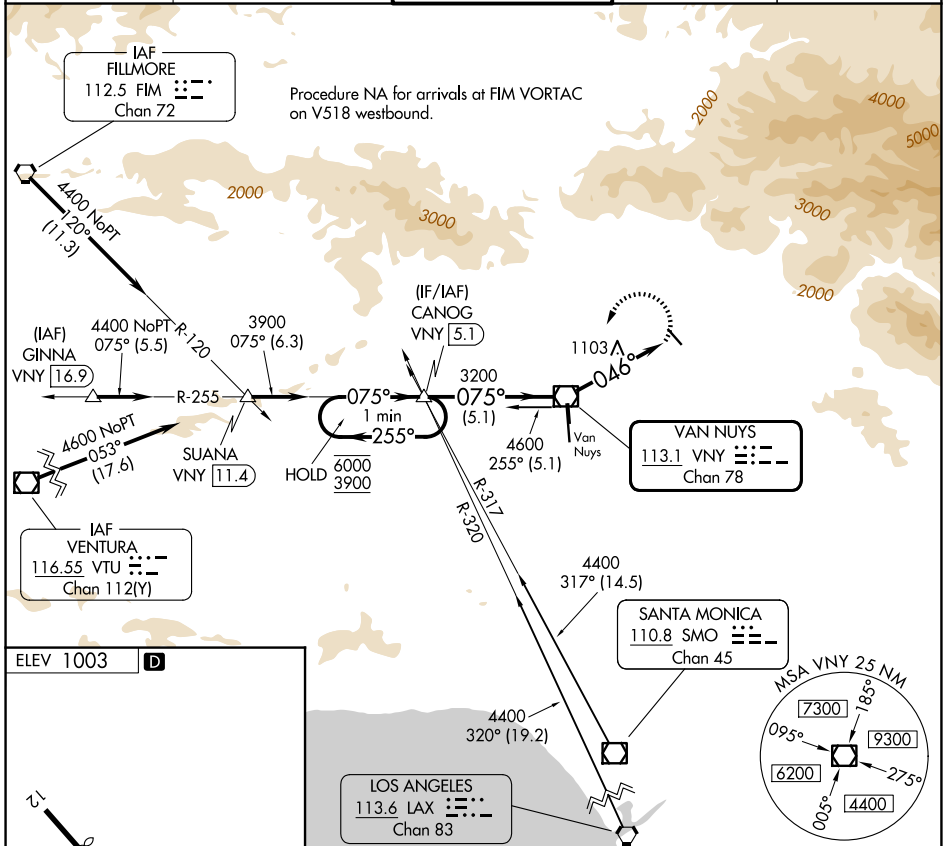 IAF
FILLMORE
112.5 FIM
Chan 72
Procedure NA for arrivals at FIM VORTAC
on V518 westbound.
2000
4000
5000
2000
3000
3000
2000
4400 NoPT
120°
(11.3)
R-120
(IAF)
GINNA
VNY 16.9
4400 NoPT
075° (5.5)
3900
075° (6.3)
(IF/IAF)
CANOG
VNY 5.1
1103
046°
R-255
075°
1 min
255°
3200
075°
(5.1)
4600
255° (5.1)
Van
Nuys
4600 NoPT
053°
(17.6)
SUANA
VNY 11.4
HOLD
6000
3900
VAN NUYS
113.1 VNY
Chan 78
R-317
R-320
IAF
VENTURA
116.55 VTU
Chan 112(Y)
4400
317° (14.5)
SANTA MONICA
110.8 SMO
Chan 45
ELEV 1003 D
4400
320° (19.2)
MSA VNY 25 NM
7300
185°
095°
9300
6200
275°
005°
4400
LOS ANGELES
113.6 LAX
Chan 83
12